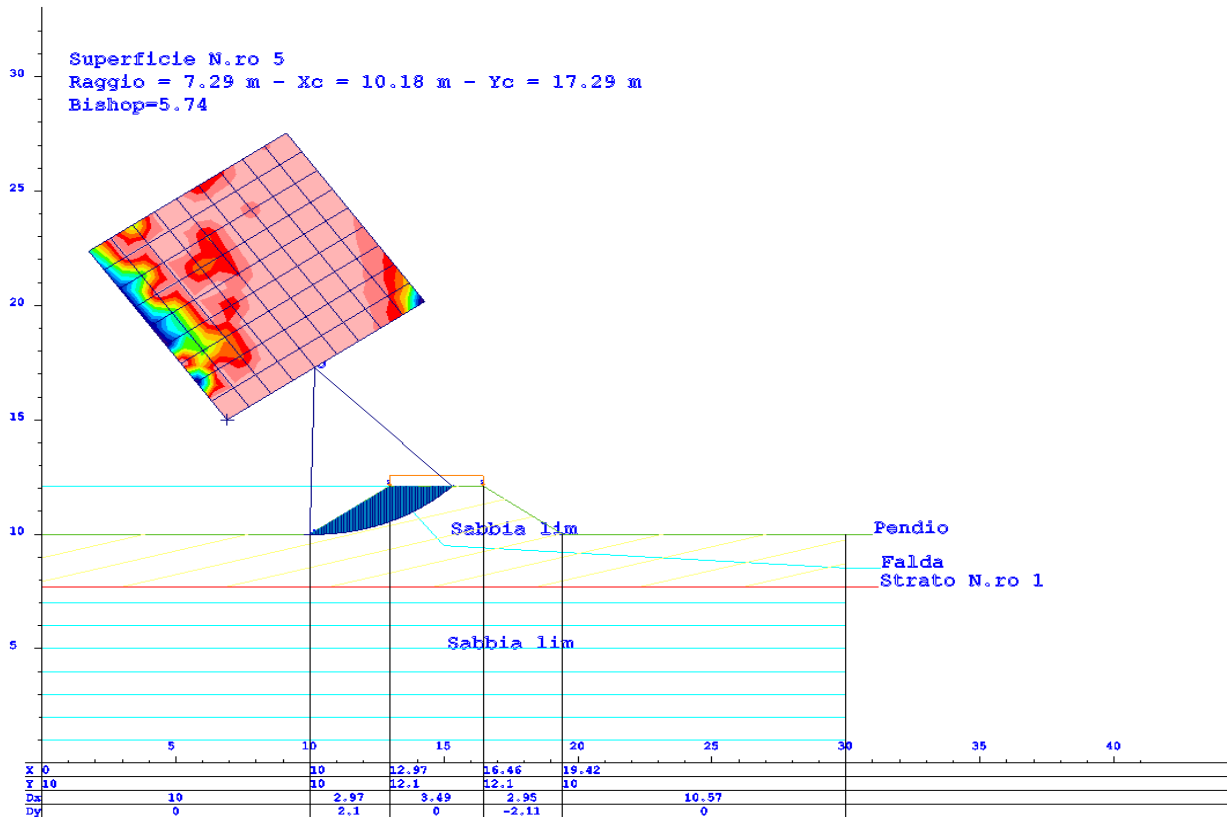 Superficie N.ro 5
Raggio = 7.29 m - Xc = 10.18 m - Yc = 17.29 m
Bishop=5.74
30
25
20
15
10
5
Sabbia lim
Pendio
Falda
Strato N.ro 1
Sabbia lim
5 10 15 20 25 30 35 40
X 0 10 12.97 16.46 19.42
Y 10 10 12.1 12.1 10
Dx 10 2.97 3.49 2.95 10.57
Dy 0 2.1 0 -2.11 0